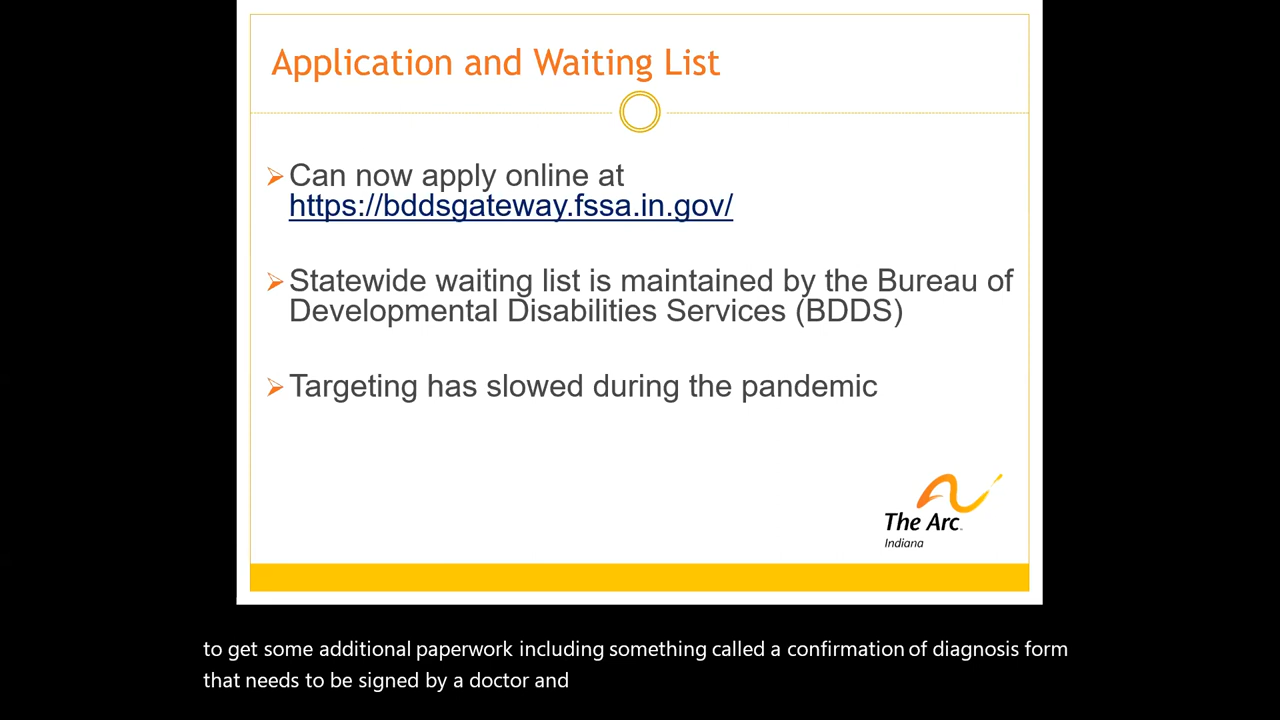 Application and Waiting List
Can now apply online at
https://bddsgateway.fssa.in.gov/
Statewide waiting list is maintained by the Bureau of
Developmental Disabilities Services (BDDS)
Targeting has slowed during the pandemic
The Arc
Indiana
to get some additional paperwork including something called a confirmation of diagnosis form
that needs to be signed by a doctor and